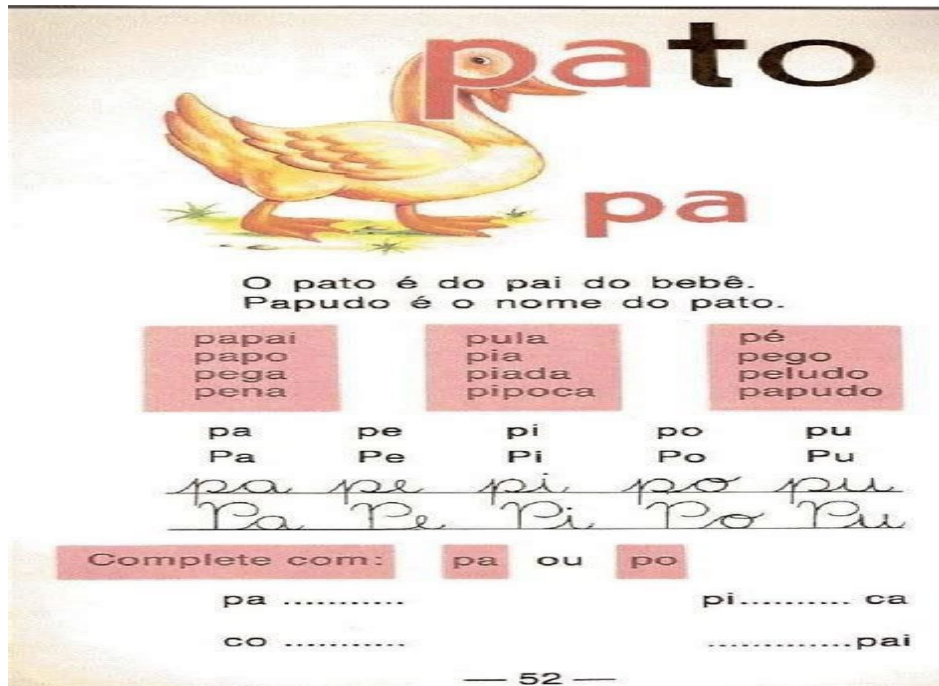 pato
pa
O pato é do pai do bebê.
Papudo é o nome do pato.
papai pula pé
papo pia pego
pega piada peludo
pena pipoca papudo
pa pe pi po pu
Pa Pe Pi Po Pu
pa pe pi po pu
Pa Pe Pi Po Pu
Complete com: pa ou po
pa ........... pi.......... ca
co ........... .............pai
— 52 —